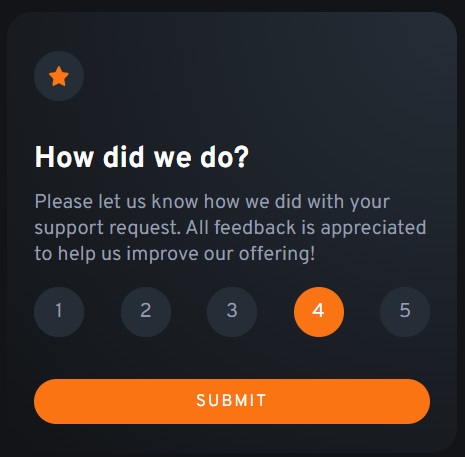 How did we do?
Please let us know how we did with your
support request. All feedback is appreciated
to help us improve our offering!
1 2 3 4 5
SUBMIT